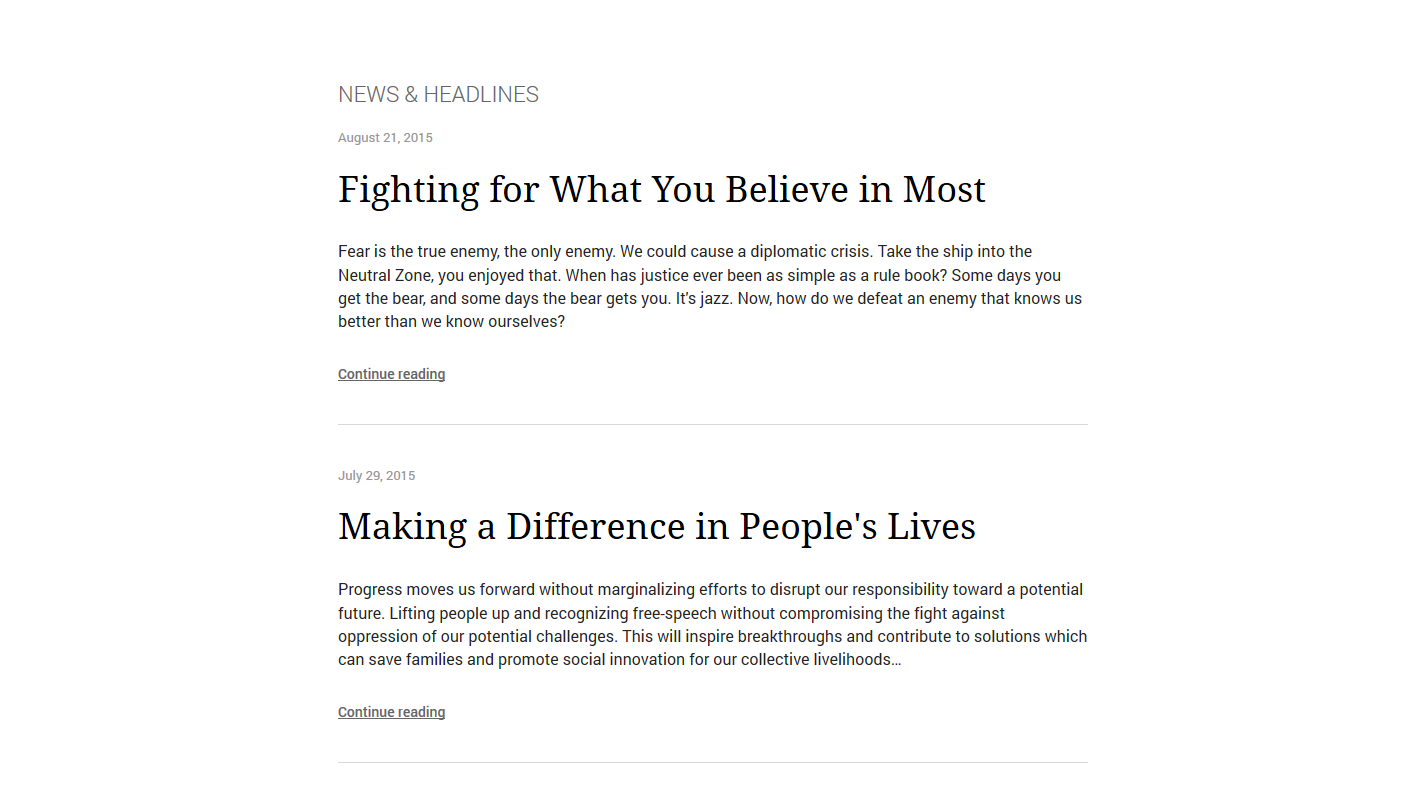 NEWS & HEADLINES
August 21, 2015
Fighting for What You Believe in Most
Fear is the true enemy, the only enemy. We could cause a diplomatic crisis. Take the ship into the
Neutral Zone, you enjoyed that. When has justice ever been as simple as a rule book? Some days you
get the bear, and some days the bear gets you. It's jazz. Now, how do we defeat an enemy that knows us
better than we know ourselves?
Continue reading
July 29, 2015
Making a Difference in People's Lives
Progress moves us forward without marginalizing efforts to disrupt our responsibility toward a potential
future. Lifting people up and recognizing free-speech without compromising the fight against
oppression of our potential challenges. This will inspire breakthroughs and contribute to solutions which
can save families and promote social innovation for our collective livelihoods…
Continue reading